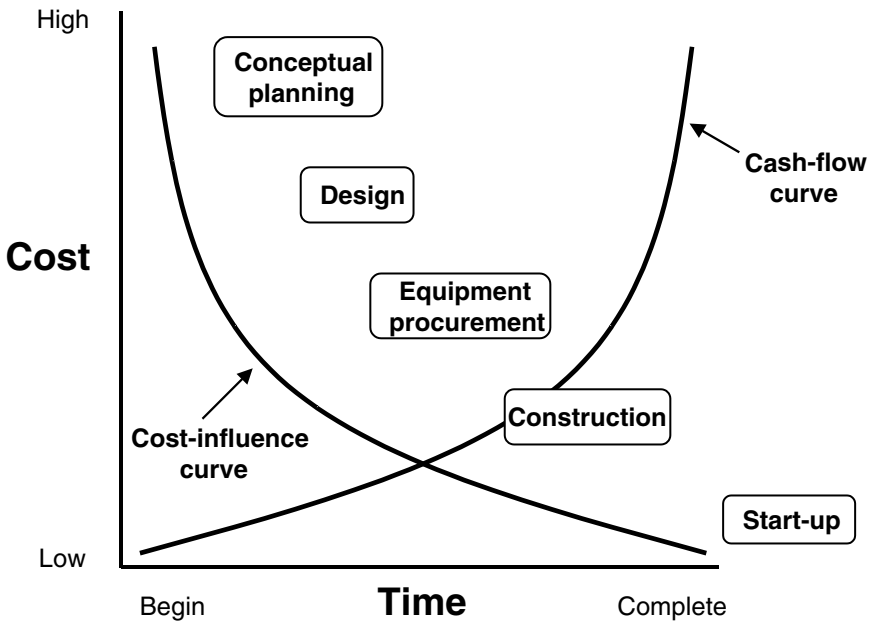 High
Conceptual
planning
Cash-flow
curve
Design
Cost
Equipment
procurement
Construction
Cost-influence
curve
Start-up
Low
Begin
Time
Complete